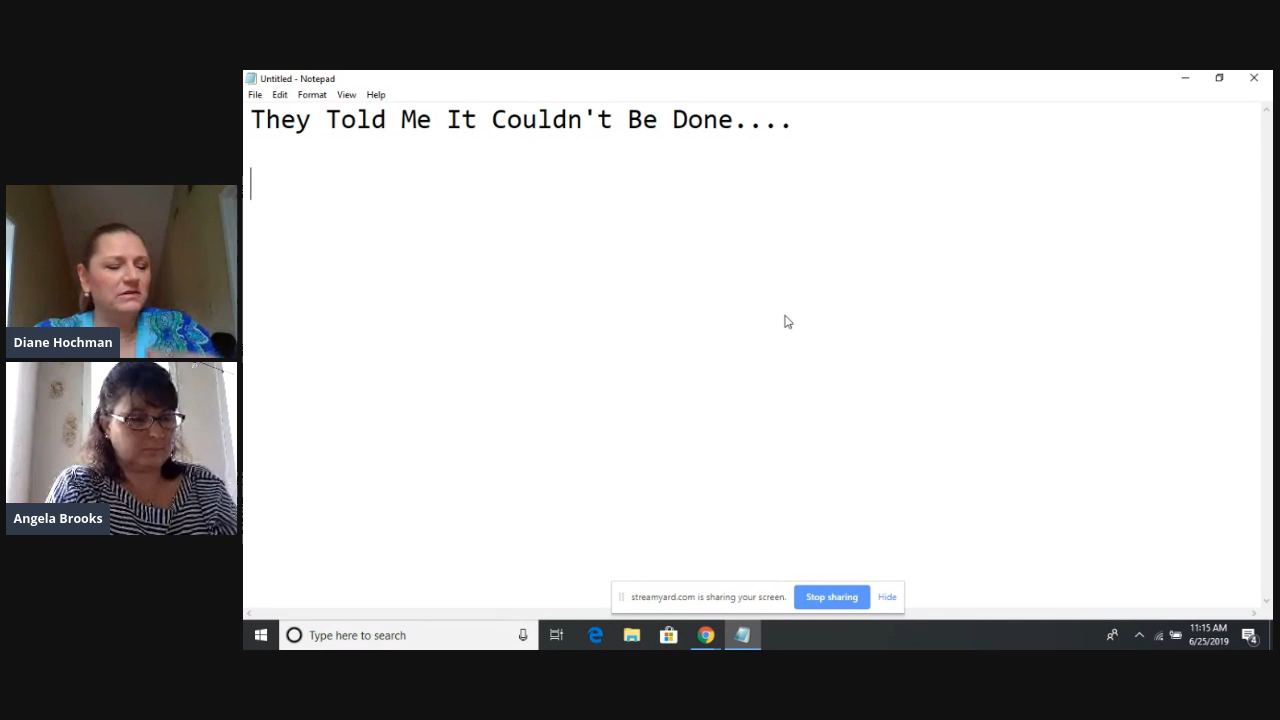 Untitled - Notepad
File Edit Format View Help
They Told Me It Couldn't Be Done....
Diane Hochman
Angela Brooks
streamyard.com is sharing your screen.
Stop sharing
Hide
Type here to search
11:15 AM
6/25/2019
4